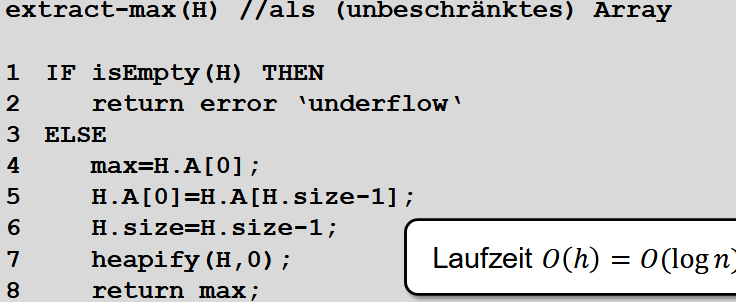 extract-max(H) //als (unbeschränktes) Array
1 IF isEmpty(H) THEN
2 return error ‵underflow‵
3 ELSE
4 max=H.A[0];
5 H.A[0]=H.A[H.size-1];
6 H.size=H.size-1;
7 heapify(H,0);
8 return max;
Laufzeit O(h) = O(log n)